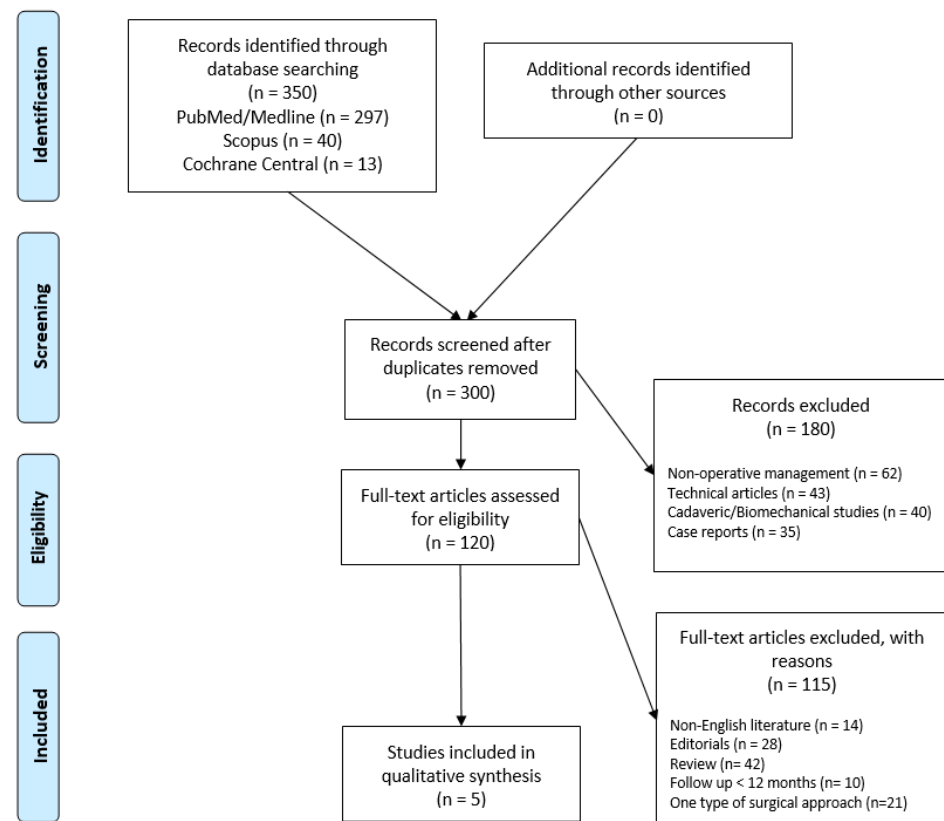 Identification
Records identified through
database searching
(n = 350)
PubMed/Medline (n = 297)
Scopus (n = 40)
Cochrane Central (n = 13)
Additional records identified
through other sources
(n = 0)
Screening
Records screened after
duplicates removed
(n = 300)
Records excluded
(n = 180)
Non-operative management (n = 62)
Technical articles (n = 43)
Cadaveric/Biomechanical studies (n = 40)
Case reports (n = 35)
Eligibility
Full-text articles assessed
for eligibility
(n = 120)
Full-text articles excluded, with
reasons
(n = 115)
Non-English literature (n = 14)
Editorials (n = 28)
Review (n= 42)
Follow up < 12 months (n= 10)
One type of surgical approach (n=21)
Included
Studies included in
qualitative synthesis
(n = 5)